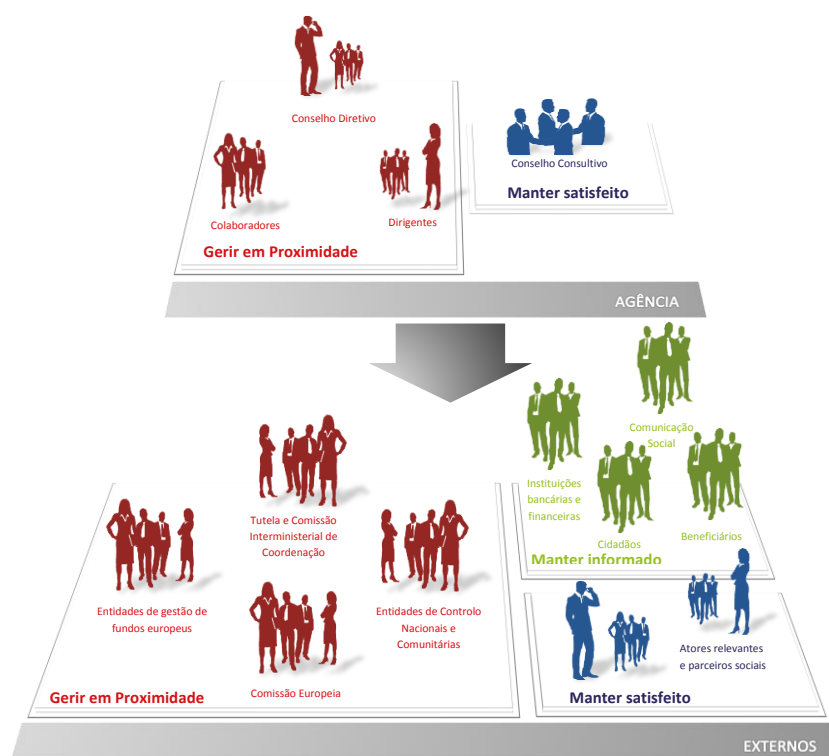 Conselho Diretivo
Colaboradores
Dirigentes
Gerir em Proximidade
Conselho Consultivo
Manter satisfeito
AGÊNCIA
Comunicação
Social
Instituições
bancárias e
financeiras
Cidadãos
Beneficiários
Manter informado
Tutela e Comissão
Interministerial de
Coordenação
Entidades de gestão de
fundos europeus
Entidades de Controlo
Nacionais e
Comunitárias
Comissão Europeia
Gerir em Proximidade
Atores relevantes
e parceiros sociais
Manter satisfeito
EXTERNOS